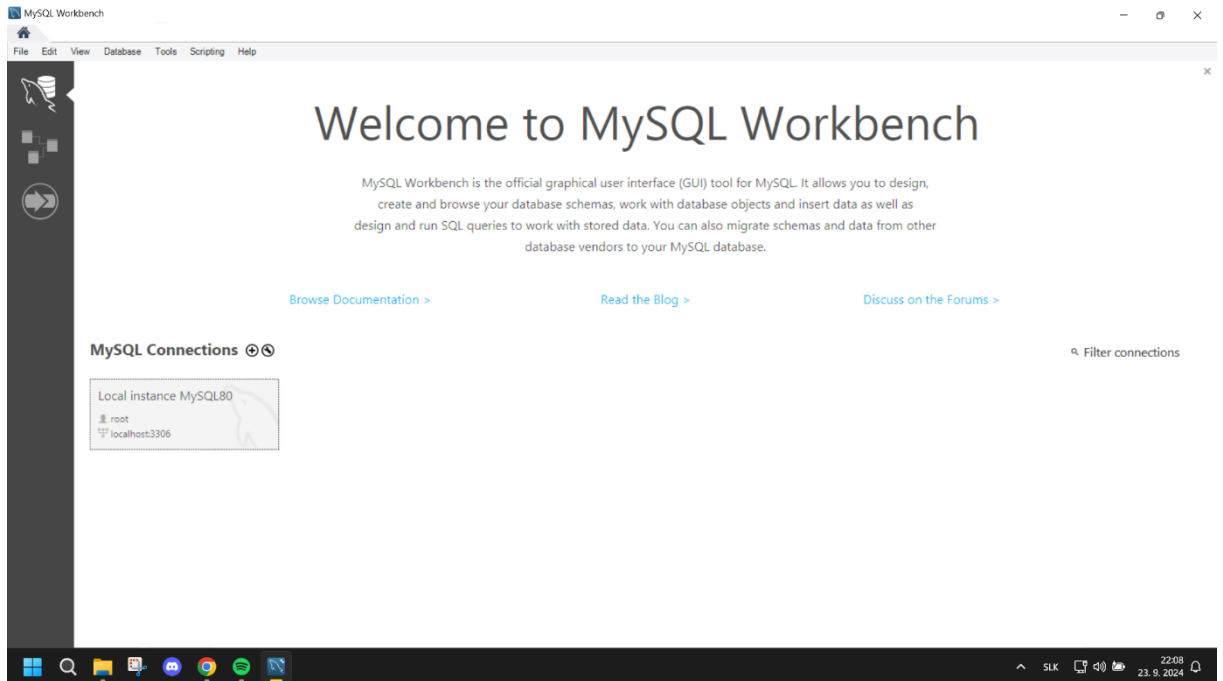 MySQL Workbench
File Edit View Database Tools Scripting Help
Welcome to MySQL Workbench
MySQL Workbench is the official graphical user interface (GUI) tool for MySQL. It allows you to design,
create and browse your database schemas, work with database objects and insert data as well as
design and run SQL queries to work with stored data. You can also migrate schemas and data from other
database vendors to your MySQL database.
Browse Documentation > Read the Blog > Discuss on the Forums >
MySQL Connections Filter connections
Local instance MySQL80
root
localhost:3306
SLK 22:08
23. 9. 2024